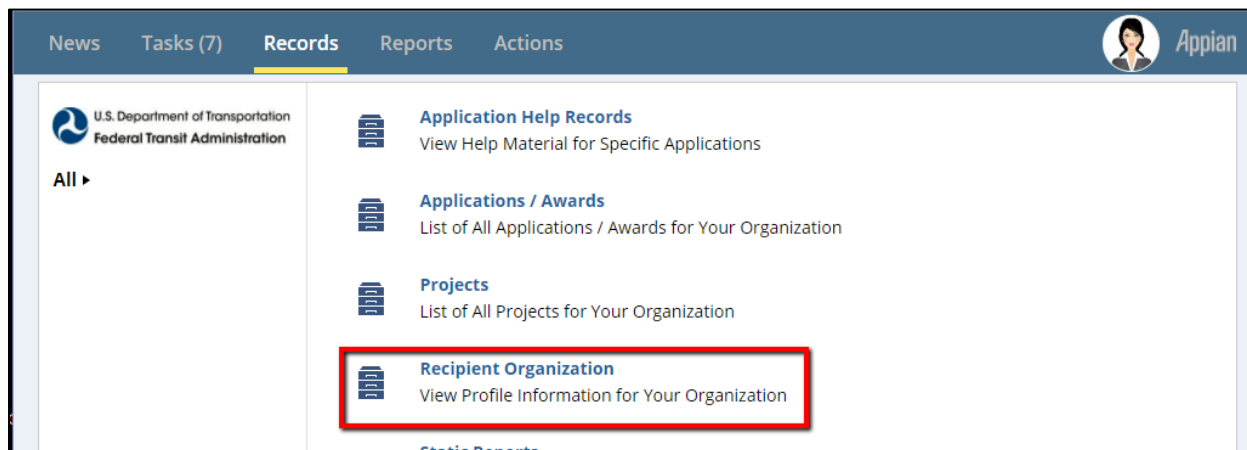 News Tasks (7) Records Reports Actions Appian
U.S. Department of Transportation
Federal Transit Administration
All
Application Help Records
View Help Material for Specific Applications
Applications / Awards
List of All Applications / Awards for Your Organization
Projects
List of All Projects for Your Organization
Recipient Organization
View Profile Information for Your Organization
Static Reports